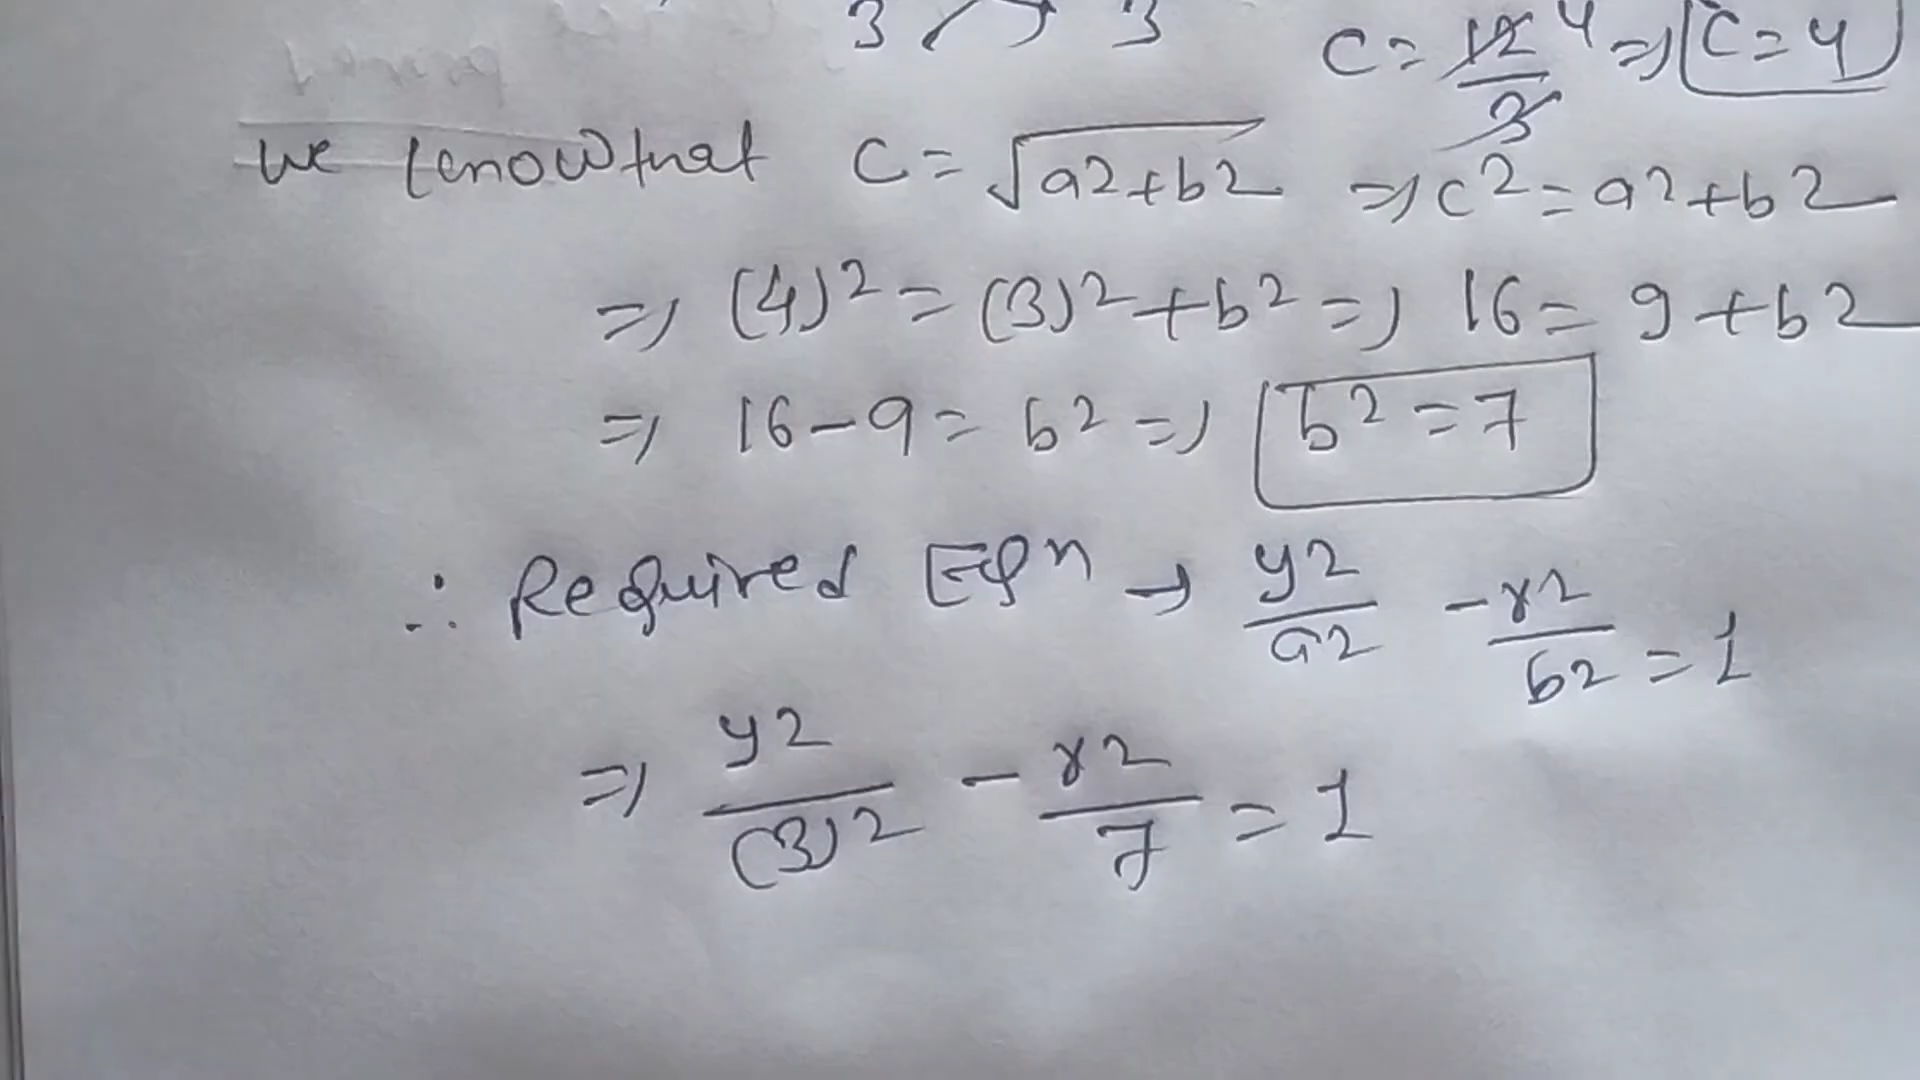 3 3
C = 12/3 4 ⇒ C = 4
we know that C = √a2+b2 ⇒ c2 = a2+b2
⇒ (4)2 = (3)2+b2 ⇒ 16 = 9+b2
⇒ 16-9 = b2 ⇒ b2 = 7
∴ Required Eqn → y2/a2 - x2/b2 = 1
⇒ y2/(3)2 - x2/7 = 1